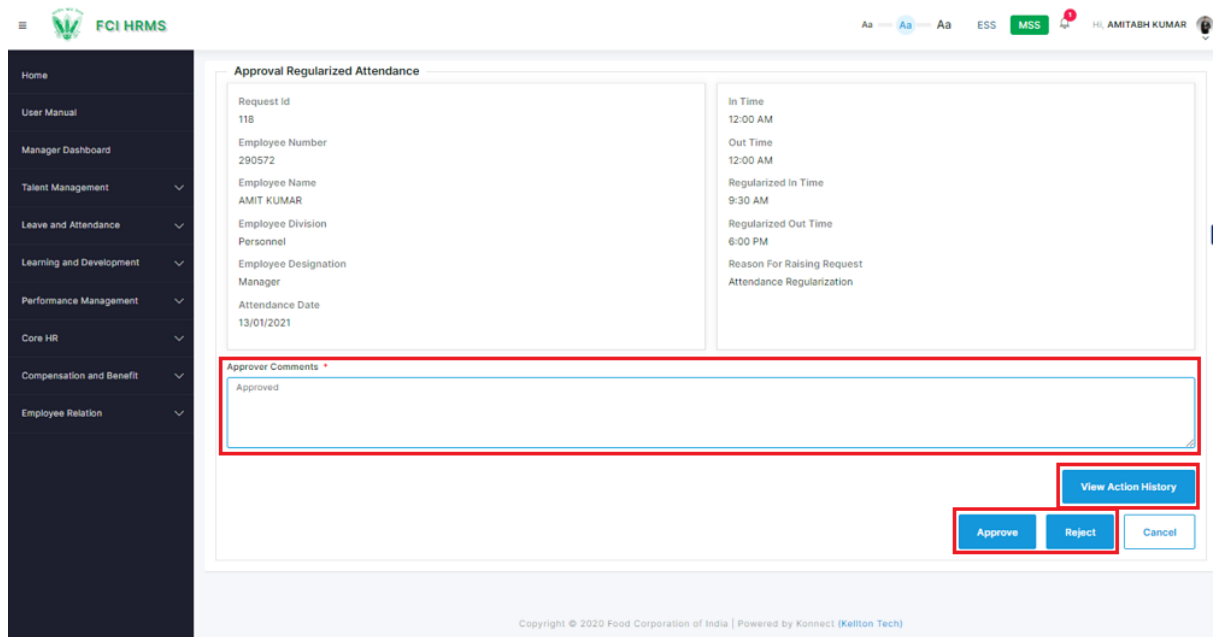 FCI HRMS
Aa Aa Aa ESS MSS 1 Hi, AMITABH KUMAR
Home
User Manual
Manager Dashboard
Talent Management
Leave and Attendance
Learning and Development
Performance Management
Core HR
Compensation and Benefit
Employee Relation
Approval Regularized Attendance
Request Id
118
Employee Number
290572
Employee Name
AMIT KUMAR
Employee Division
Personnel
Employee Designation
Manager
Attendance Date
13/01/2021
In Time
12:00 AM
Out Time
12:00 AM
Regularized In Time
9:30 AM
Regularized Out Time
6:00 PM
Reason For Raising Request
Attendance Regularization
Approver Comments *
Approved
View Action History
Approve Reject Cancel
Copyright © 2020 Food Corporation of India | Powered by Konnect (Kellton Tech)